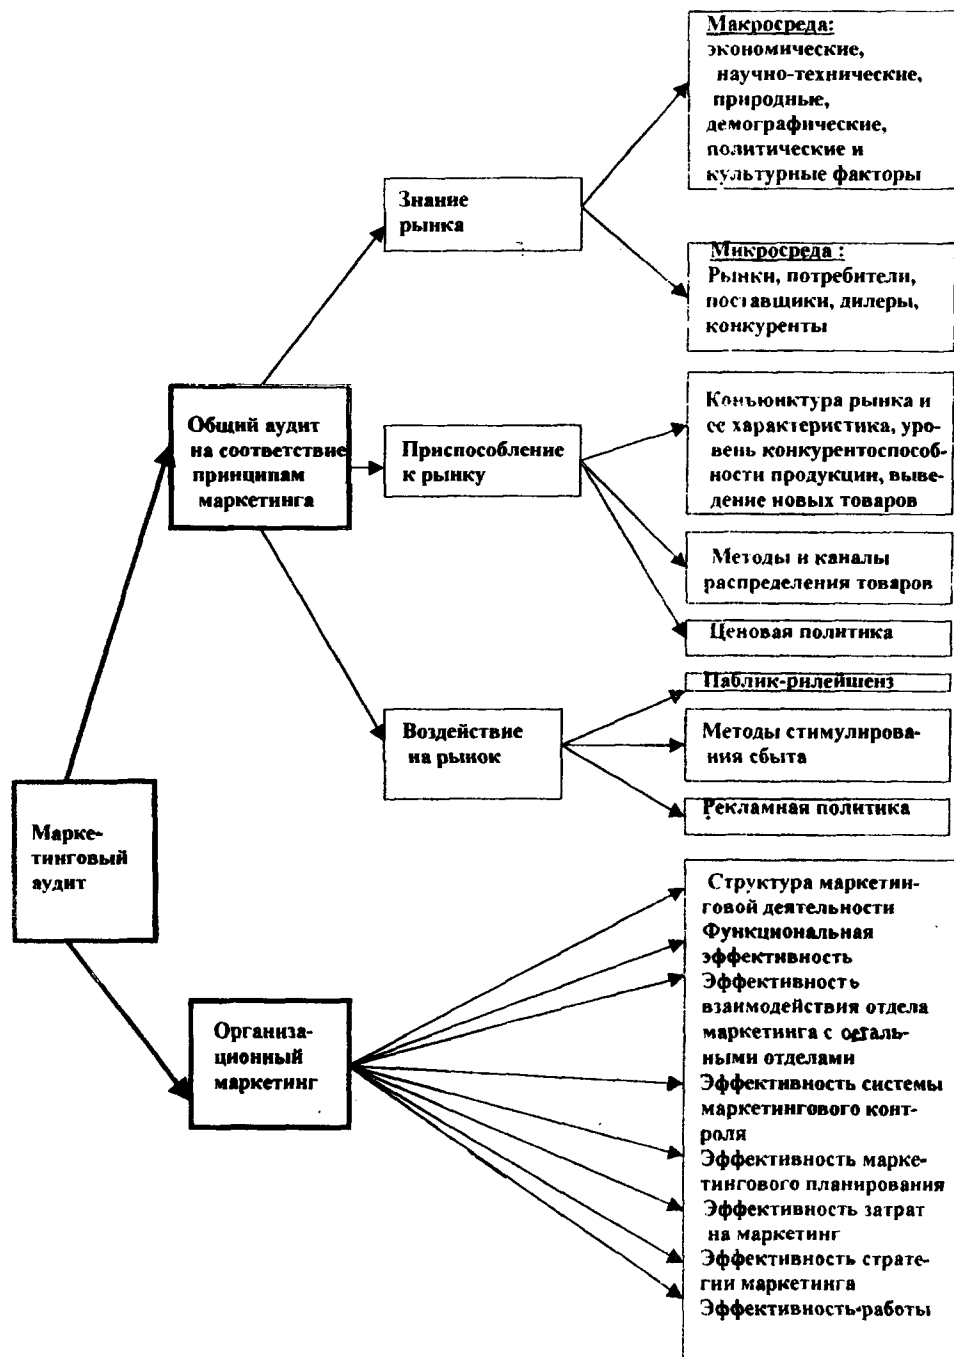 Макросреда:
экономические,
научно-технические,
природные,
демографические,
политические и
культурные факторы
Знание
рынка
Микросреда :
Рынки, потребители,
поставщики, дилеры,
конкуренты
Общий аудит
на соответствие
принципам
маркетинга
Приспособление
к рынку
Конъюнктура рынка и
ее характеристика, уро-
вень конкурентоспособ-
ности продукции, выве-
дение новых товаров
Методы и каналы
распределения товаров
Ценовая политика
Паблик-рилейшенз
Воздействие
на рынок
Методы стимулирова-
ния сбыта
Рекламная политика
Марке-
тинговый
аудит
Организа-
ционный
маркетинг
Структура маркетин-
говой деятельности
Функциональная
эффективность
Эффективность
взаимодействия отдела
маркетинга с осталь-
ными отделами
Эффективность системы
маркетингового конт-
роля
Эффективность марке-
тингового планирования
Эффективность затрат
на маркетинг
Эффективность страте-
гии маркетинга
Эффективность работы